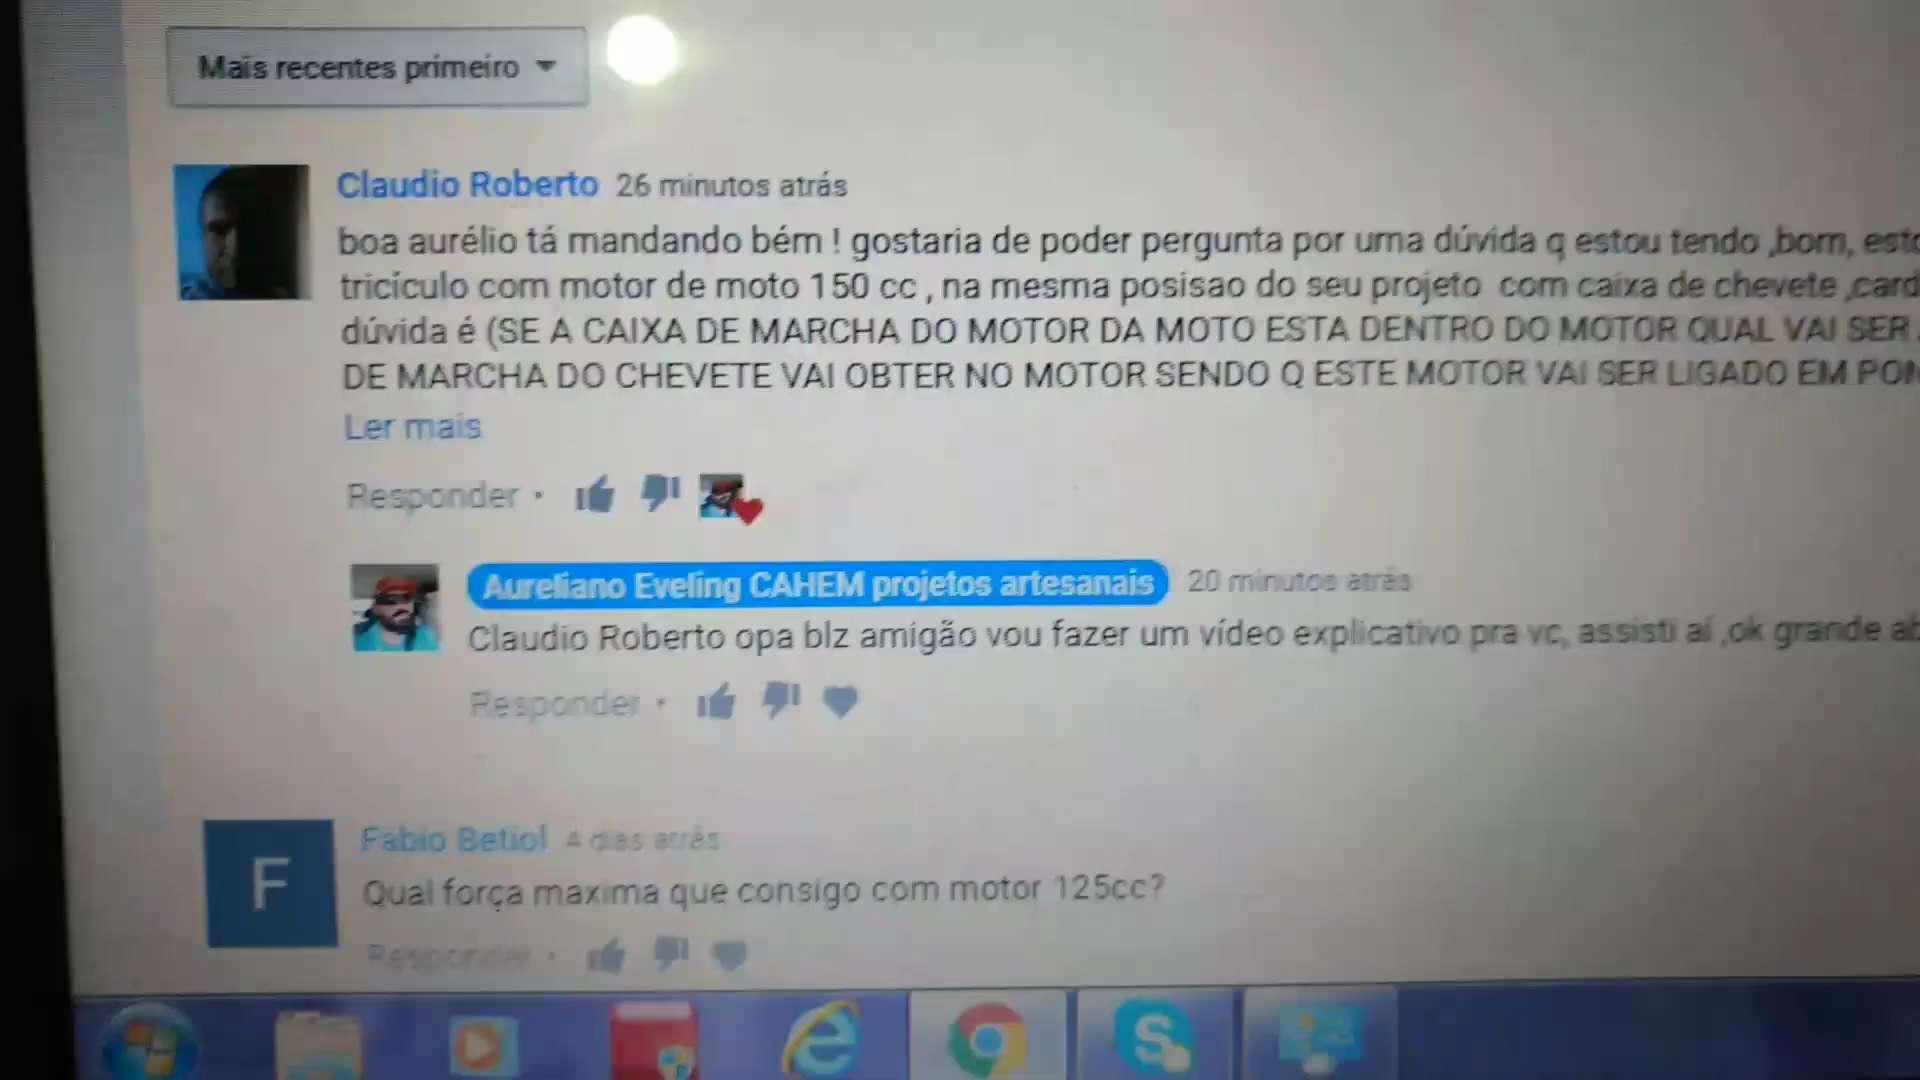 Mais recentes primeiro
Claudio Roberto 26 minutos atrás
boa aurélio tá mandando bém ! gostaria de poder pergunta por uma dúvida q estou tendo ,bom, esto
tricículo com motor de moto 150 cc , na mesma posisao do seu projeto com caixa de chevete ,card
dúvida é (SE A CAIXA DE MARCHA DO MOTOR DA MOTO ESTA DENTRO DO MOTOR QUAL VAI SER
DE MARCHA DO CHEVETE VAI OBTER NO MOTOR SENDO Q ESTE MOTOR VAI SER LIGADO EM PON
Ler mais
Responder
Aureliano Eveling CAHEM projetos artesanais 20 minutos atrás
Claudio Roberto opa blz amigão vou fazer um vídeo explicativo pra vc, assisti aí ,ok grande ab
Responder
F
Fabio Betiol 4 dias atrás
Qual força maxima que consigo com motor 125cc?
Responder